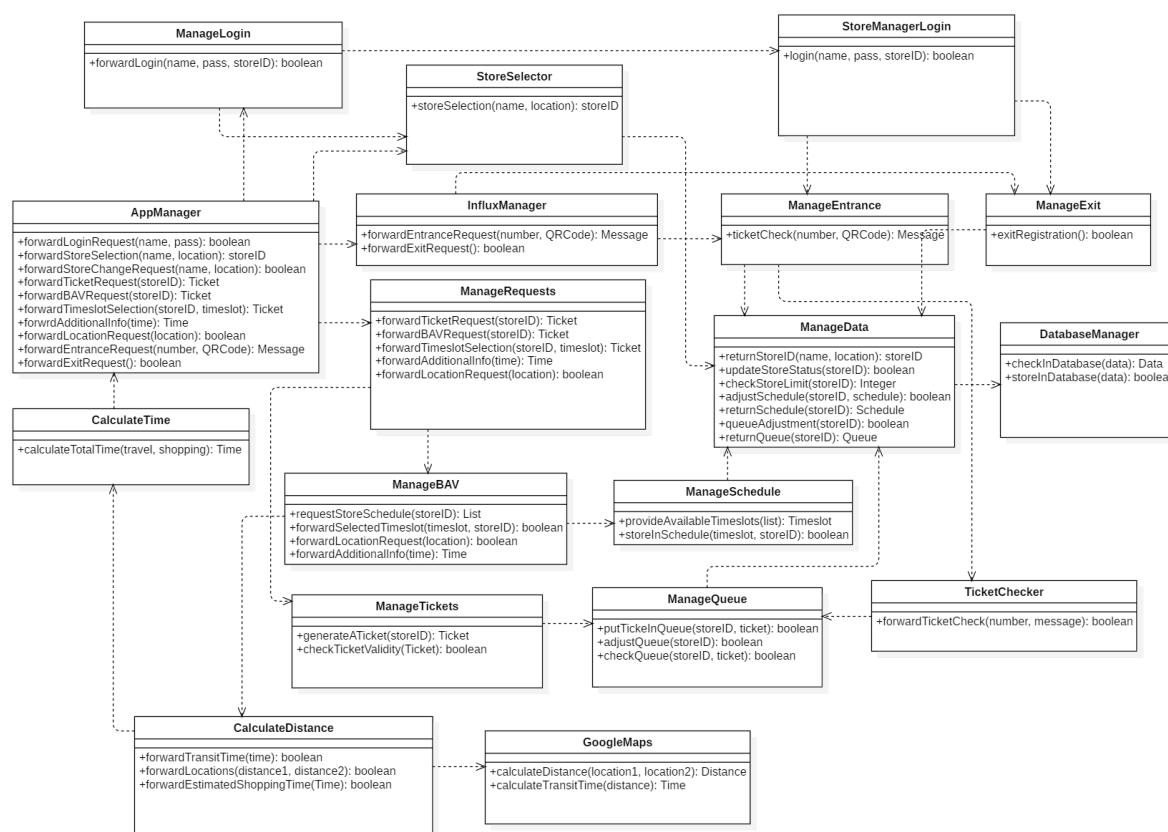 ManageLogin
+forwardLogin(name, pass, storeID): boolean
StoreManagerLogin
+login(name, pass, storeID): boolean
StoreSelector
+storeSelection(name, location): storeID
AppManager
+forwardLoginRequest(name, pass): boolean
+forwardStoreSelection(name, location): storeID
+forwardStoreChangeRequest(name, location): boolean
+forwardTicketRequest(storeID): Ticket
+forwardBAVRequest(storeID): Ticket
+forwardTimeslotSelection(storeID, timeslot): Ticket
+forwrdAdditionalInfo(time): Time
+forwardLocationRequest(location): boolean
+forwardEntranceRequest(number, QRCode): Message
+forwardExitRequest(): boolean
InfluxManager
+forwardEntranceRequest(number, QRCode): Message
+forwardExitRequest(): boolean
ManageEntrance
+ticketCheck(number, QRCode): Message
ManageExit
+exitRegistration(): boolean
ManageRequests
+forwardTicketRequest(storeID): Ticket
+forwardBAVRequest(storeID): Ticket
+forwardTimeslotSelection(storeID, timeslot): Ticket
+forwardAdditionalInfo(time): Time
+forwardLocationRequest(location): boolean
ManageData
+returnStoreID(name, location): storeID
+updateStoreStatus(storeID): boolean
+checkStoreLimit(storeID): Integer
+adjustSchedule(storeID, schedule): boolean
+returnSchedule(storeID): Schedule
+queueAdjustment(storeID): boolean
+returnQueue(storeID): Queue
DatabaseManager
+checkInDatabase(data): Data
+storeInDatabase(data): boolea
CalculateTime
+calculateTotalTime(travel, shopping): Time
ManageBAV
+requestStoreSchedule(storeID): List
+forwardSelectedTimeslot(timeslot, storeID): boolean
+forwardLocationRequest(location): boolean
+forwardAdditionalInfo(time): Time
ManageSchedule
+provideAvailableTimeslots(list): Timeslot
+storeInSchedule(timeslot, storeID): boolean
ManageTickets
+generateATicket(storeID): Ticket
+checkTicketValidity(Ticket): boolean
ManageQueue
+putTickeInQueue(storeID, ticket): boolean
+adjustQueue(storeID): boolean
+checkQueue(storeID, ticket): boolean
TicketChecker
+forwardTicketCheck(number, message): boolean
CalculateDistance
+forwardTransitTime(time): boolean
+forwardLocations(distance1, distance2): boolean
+forwardEstimatedShoppingTime(Time): boolean
GoogleMaps
+calculateDistance(location1, location2): Distance
+calculateTransitTime(distance): Time